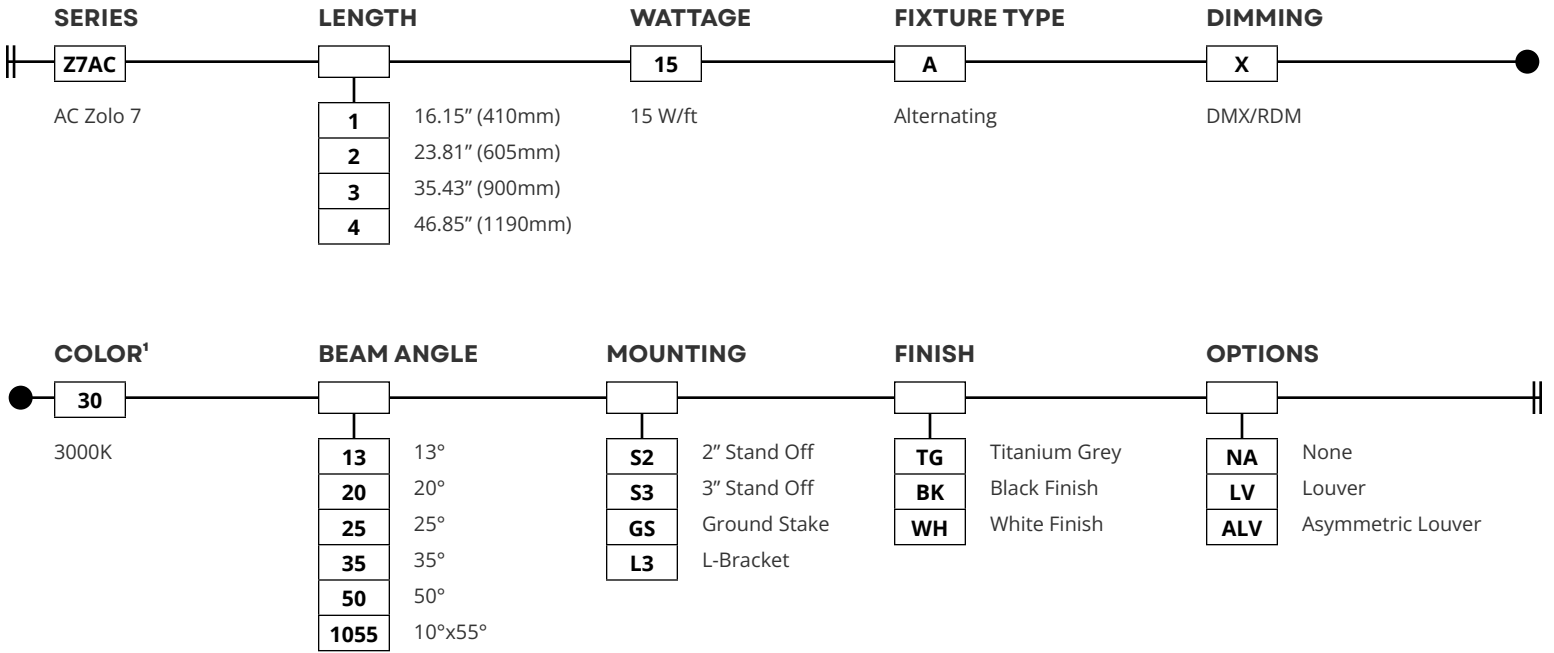 SERIES LENGTH WATTAGE FIXTURE TYPE DIMMING
Z7AC 15 A X
AC Zolo 7 1 16.15” (410mm) 15 W/ft Alternating DMX/RDM
2 23.81” (605mm)
3 35.43” (900mm)
4 46.85” (1190mm)
COLOR¹ BEAM ANGLE MOUNTING FINISH OPTIONS
30
3000K 13 13° S2 2” Stand Off TG Titanium Grey NA None
20 20° S3 3” Stand Off BK Black Finish LV Louver
25 25° GS Ground Stake WH White Finish ALV Asymmetric Louver
35 35° L3 L-Bracket
50 50°
1055 10°x55°